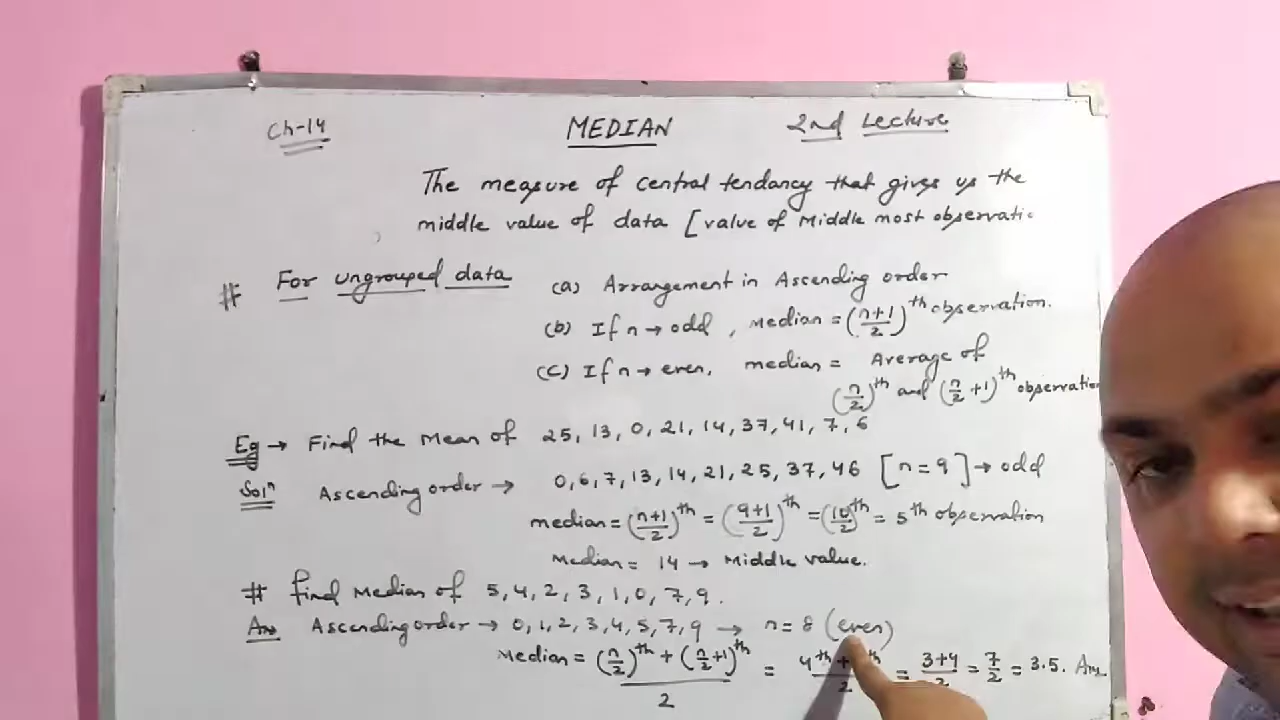 Ch-14 MEDIAN 2nd Lecture
The measure of central tendancy that gives us the
middle value of data [value of Middle most observatio
# For ungrouped data (a) Arrangement in Ascending order
(b) If n → odd , Median = (n+1/2)th observation.
(c) If n → even, median = Average of
(n/2)th and (n/2 +1)th observation
Eg → Find the Mean of 25, 13, 0, 21, 14, 37, 41, 7, 6
Soln Ascending order → 0, 6, 7, 13, 14, 21, 25, 37, 46 [n = 9] → odd
median = (n+1/2)th = (9+1/2)th = (10/2)th = 5th observation
Median = 14 → Middle value.
# find Median of 5, 4, 2, 3, 1, 0, 7, 9.
Ans Ascending order → 0, 1, 2, 3, 4, 5, 7, 9 → n = 8 (even)
Median = (n/2)th + (n/2+1)th / 2 = 4th + th / 2 = 3+4/2 = 7/2 = 3.5. Ans